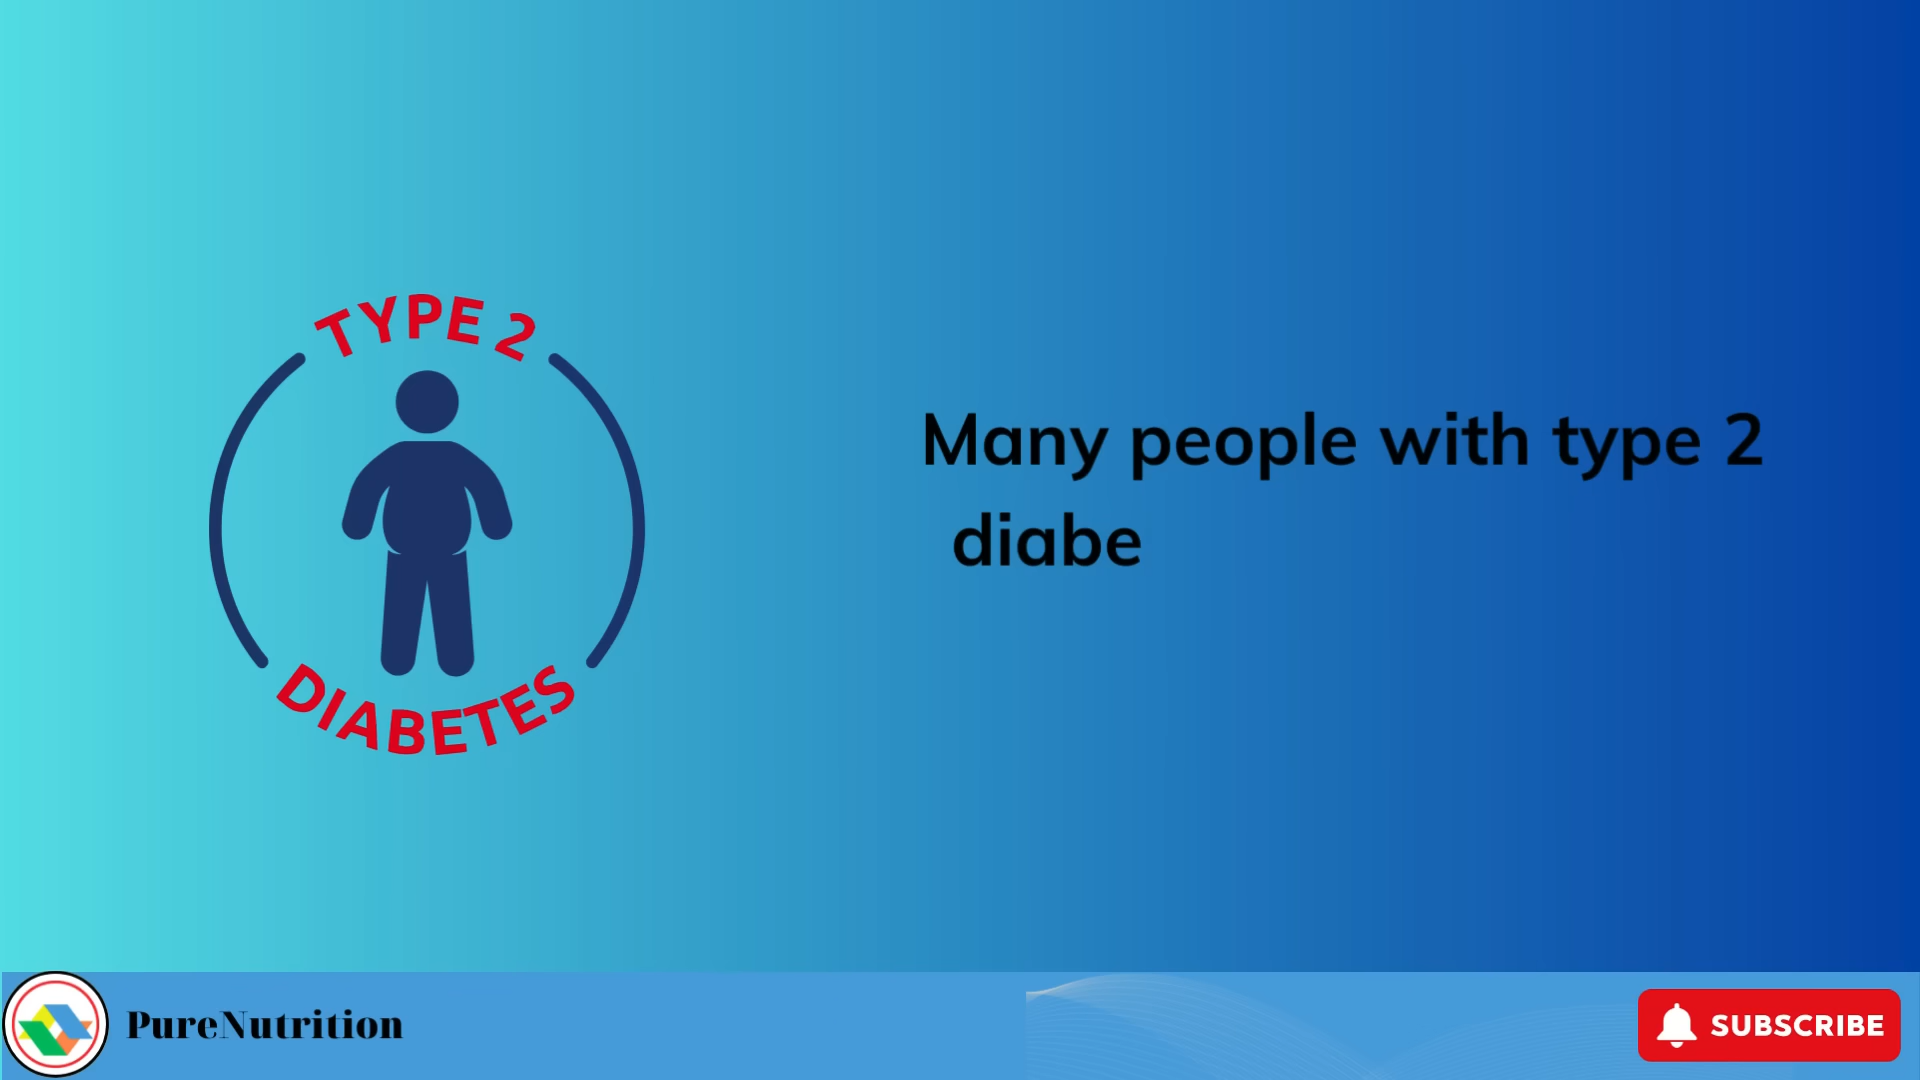 TYPE 2
DIABETES
Many people with type 2
diabe
PureNutrition
SUBSCRIBE